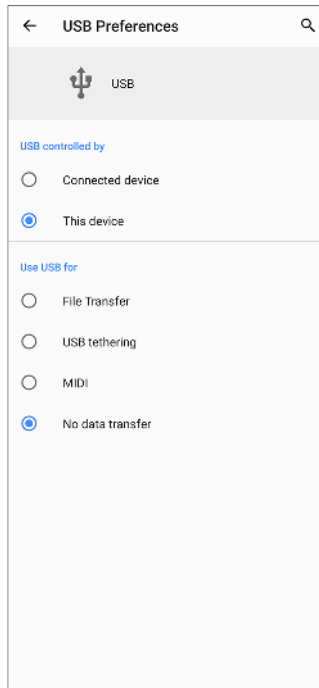 USB Preferences
USB
USB controlled by
Connected device
This device
Use USB for
File Transfer
USB tethering
MIDI
No data transfer